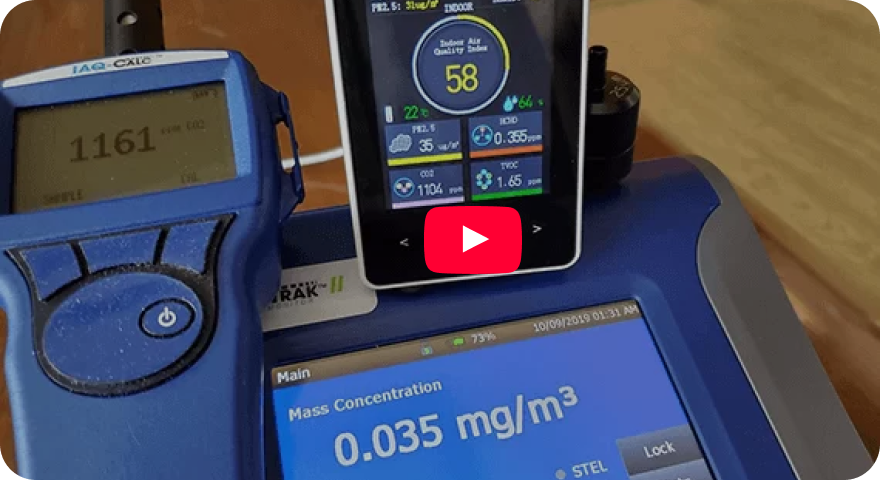 IAQ-CALC
1161 ppm CO2
SAMPLE
PM2.5: 31ug/m³ INDOOR
Indoor Air
Quality Index
58
22 °C
64 %
PM2.5
35 ug/m³
HCHO
0.355 ppm
CO2
1104 ppm
TVOC
1.65 ppm
<
>
TRAK™ II
MONITOR
73% 10/09/2019 01:31 AM
Main
Mass Concentration
0.035 mg/m³
STEL
Lock